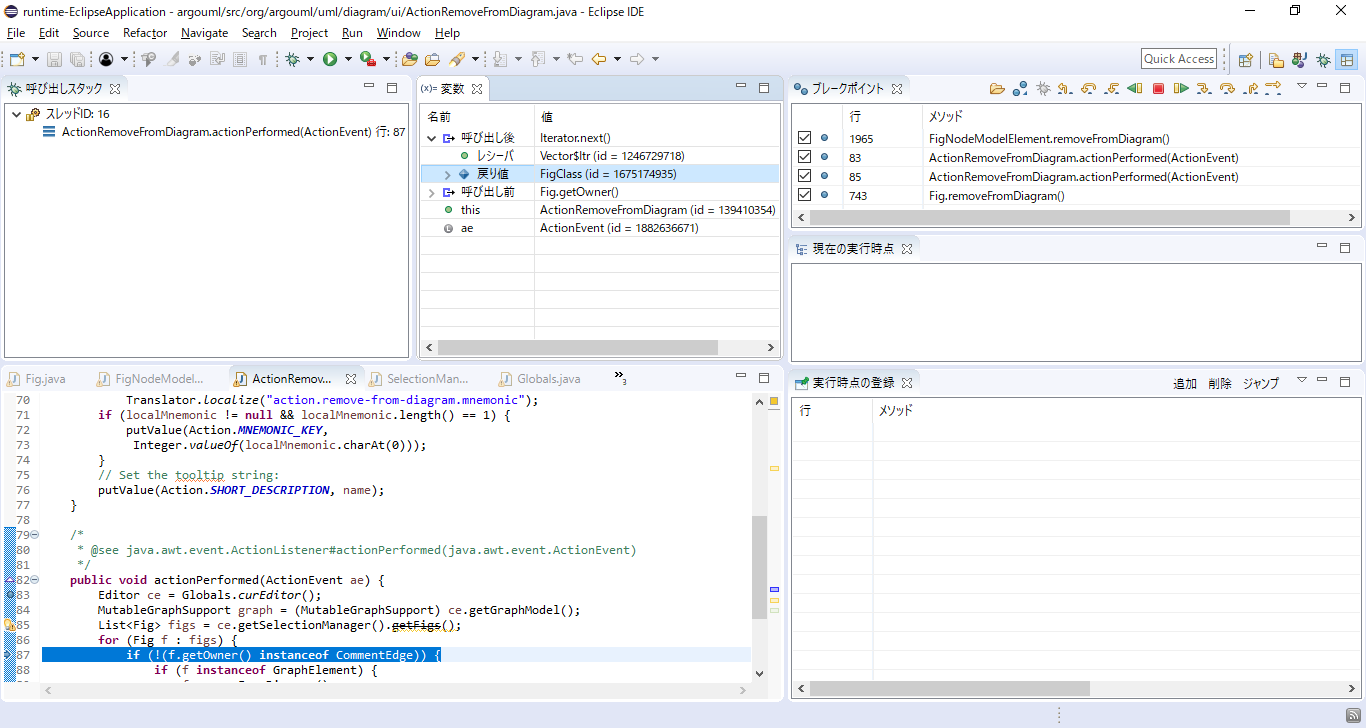 runtime-EclipseApplication - argouml/src/org/argouml/uml/diagram/ui/ActionRemoveFromDiagram.java - Eclipse IDE
File Edit Source Refactor Navigate Search Project Run Window Help
Quick Access
呼び出しスタック
スレッドID: 16
ActionRemoveFromDiagram.actionPerformed(ActionEvent) 行: 87
(x)= 変数
名前 値
呼び出し後 Iterator.next()
レシーバ Vector$Itr (id = 1246729718)
戻り値 FigClass (id = 1675174935)
呼び出し前 Fig.getOwner()
this ActionRemoveFromDiagram (id = 139410354)
ae ActionEvent (id = 1882636671)
ブレークポイント
行 メソッド
1965 FigNodeModelElement.removeFromDiagram()
83 ActionRemoveFromDiagram.actionPerformed(ActionEvent)
85 ActionRemoveFromDiagram.actionPerformed(ActionEvent)
743 Fig.removeFromDiagram()
現在の実行時点
実行時点の登録
追加 削除 ジャンプ
行 メソッド
Fig.java FigNodeModel... ActionRemov... SelectionMan... Globals.java »3
70 Translator.localize("action.remove-from-diagram.mnemonic");
71 if (localMnemonic != null && localMnemonic.length() == 1) {
72 putValue(Action.MNEMONIC_KEY,
73 Integer.valueOf(localMnemonic.charAt(0)));
74 }
75 // Set the tooltip string:
76 putValue(Action.SHORT_DESCRIPTION, name);
77 }
78
79 /*
80 * @see java.awt.event.ActionListener#actionPerformed(java.awt.event.ActionEvent)
81 */
82 public void actionPerformed(ActionEvent ae) {
83 Editor ce = Globals.curEditor();
84 MutableGraphSupport graph = (MutableGraphSupport) ce.getGraphModel();
85 List<Fig> figs = ce.getSelectionManager().getFigs();
86 for (Fig f : figs) {
87 if (!(f.getOwner() instanceof CommentEdge)) {
88 if (f instanceof GraphElement) {